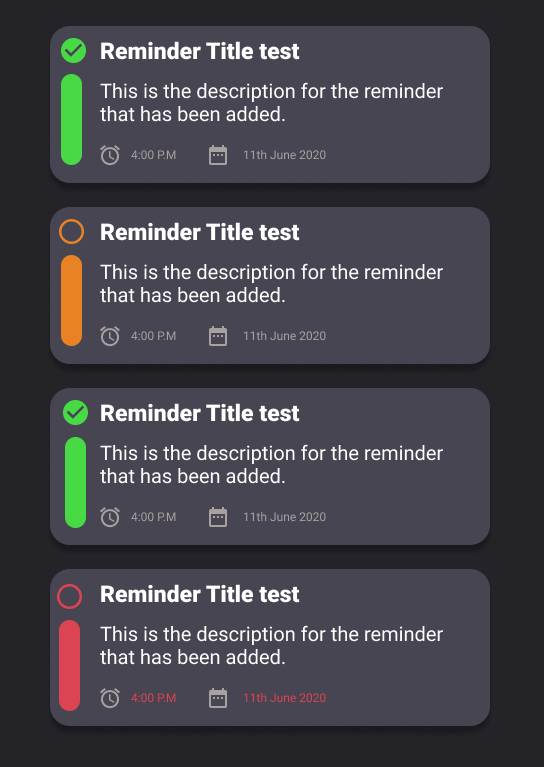 Reminder Title test
This is the description for the reminder
that has been added.
4:00 P.M 11th June 2020
Reminder Title test
This is the description for the reminder
that has been added.
4:00 P.M 11th June 2020
Reminder Title test
This is the description for the reminder
that has been added.
4:00 P.M 11th June 2020
Reminder Title test
This is the description for the reminder
that has been added.
4:00 P.M 11th June 2020